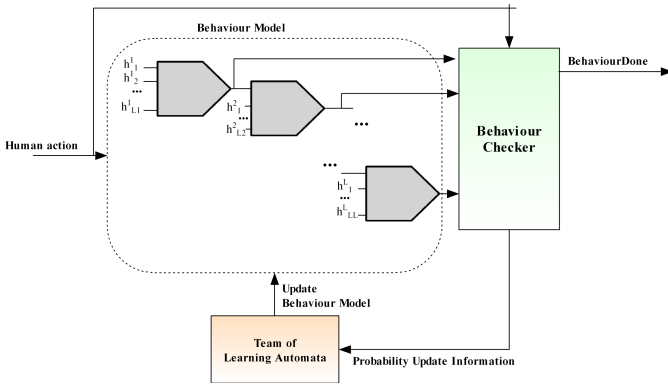 Behaviour Model
h¹₁
h¹₂
...
h¹L1
h²₁
...
h²L2
...
...
hᴸ₁
...
hᴸLL
Human action
Behaviour
Checker
BehaviourDone
Update
Behaviour Model
Team of
Learning Automata
Probability Update Information